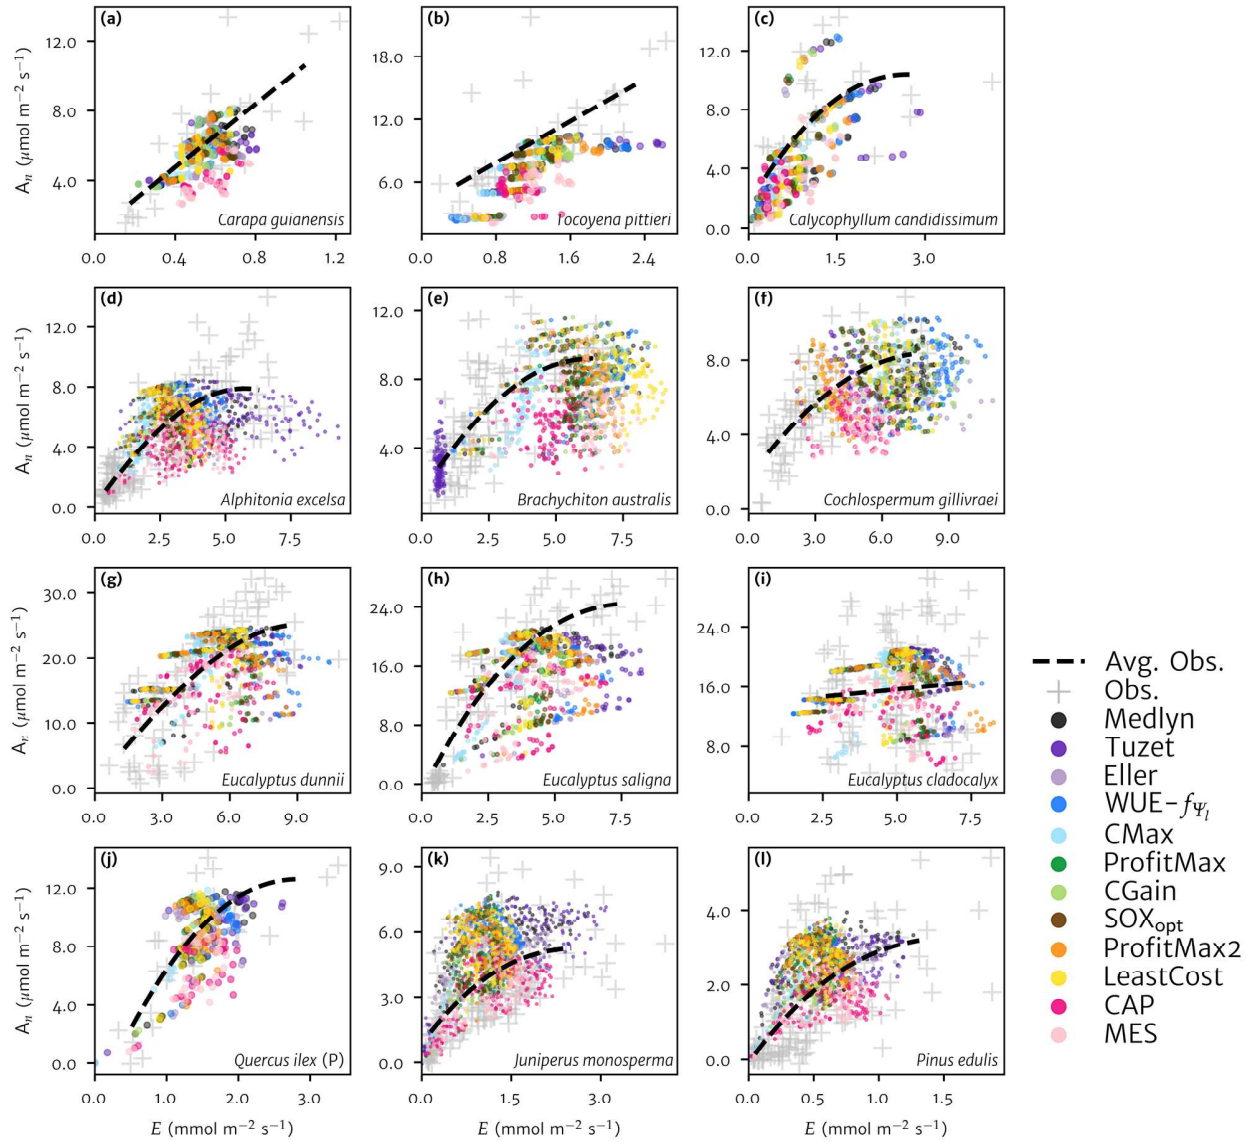 (a)
12.0
8.0
4.0
Aₙ (μmol m⁻² s⁻¹)
Carapa guianensis
0.0 0.4 0.8 1.2
(b)
18.0
12.0
6.0
Tocoyena pittieri
0.8 1.6 2.4
(c)
12.0
8.0
4.0
0.0
Calycophyllum candidissimum
0.0 1.5 3.0
(d)
12.0
8.0
4.0
0.0
Aₙ (μmol m⁻² s⁻¹)
Alphitonia excelsa
0.0 2.5 5.0 7.5
(e)
12.0
8.0
4.0
Brachychiton australis
0.0 2.5 5.0 7.5
(f)
8.0
4.0
0.0
Cochlospermum gillivraei
0.0 3.0 6.0 9.0
(g)
30.0
20.0
10.0
0.0
Aₙ (μmol m⁻² s⁻¹)
Eucalyptus dunnii
3.0 6.0 9.0
(h)
24.0
16.0
8.0
0.0
Eucalyptus saligna
0.0 2.5 5.0 7.5
(i)
24.0
16.0
8.0
Eucalyptus cladocalyx
2.5 5.0 7.5
(j)
12.0
8.0
4.0
0.0
Aₙ (μmol m⁻² s⁻¹)
Quercus ilex (P)
0.0 1.0 2.0 3.0
E (mmol m⁻² s⁻¹)
(k)
9.0
6.0
3.0
0.0
Juniperus monosperma
0.0 1.5 3.0
E (mmol m⁻² s⁻¹)
(l)
4.0
2.0
0.0
Pinus edulis
0.0 0.5 1.0 1.5
E (mmol m⁻² s⁻¹)
Avg. Obs.
Obs.
Medlyn
Tuzet
Eller
WUE-f_Ψₗ
CMax
ProfitMax
CGain
SOXopt
ProfitMax2
LeastCost
CAP
MES